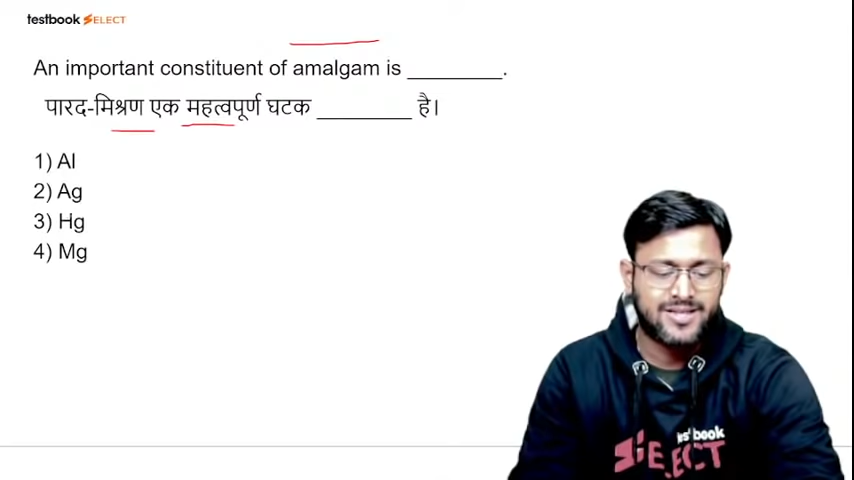 testbook SELECT
An important constituent of amalgam is ________.
पारद-मिश्रण एक महत्वपूर्ण घटक ________ है।
1) Al
2) Ag
3) Hg
4) Mg
testbook
SELECT